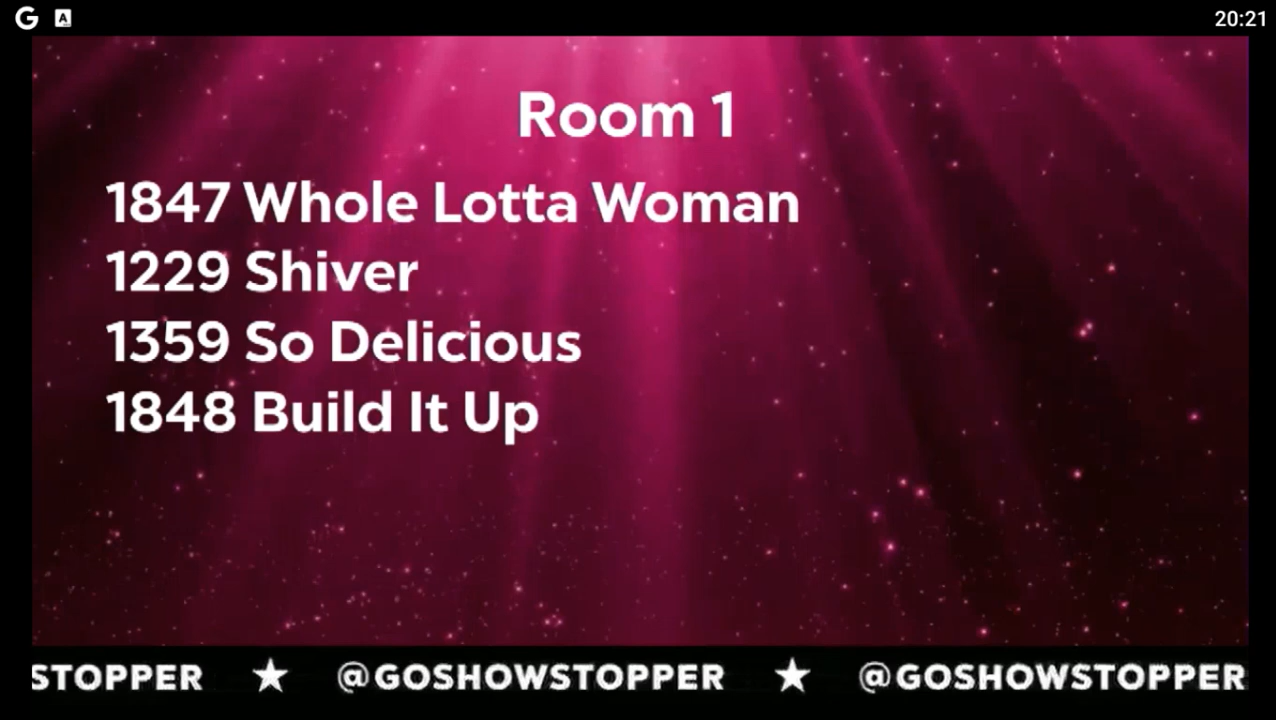 20:21
Room 1
1847 Whole Lotta Woman
1229 Shiver
1359 So Delicious
1848 Build It Up
STOPPER ★ @GOSHOWSTOPPER ★ @GOSHOWSTOPPER